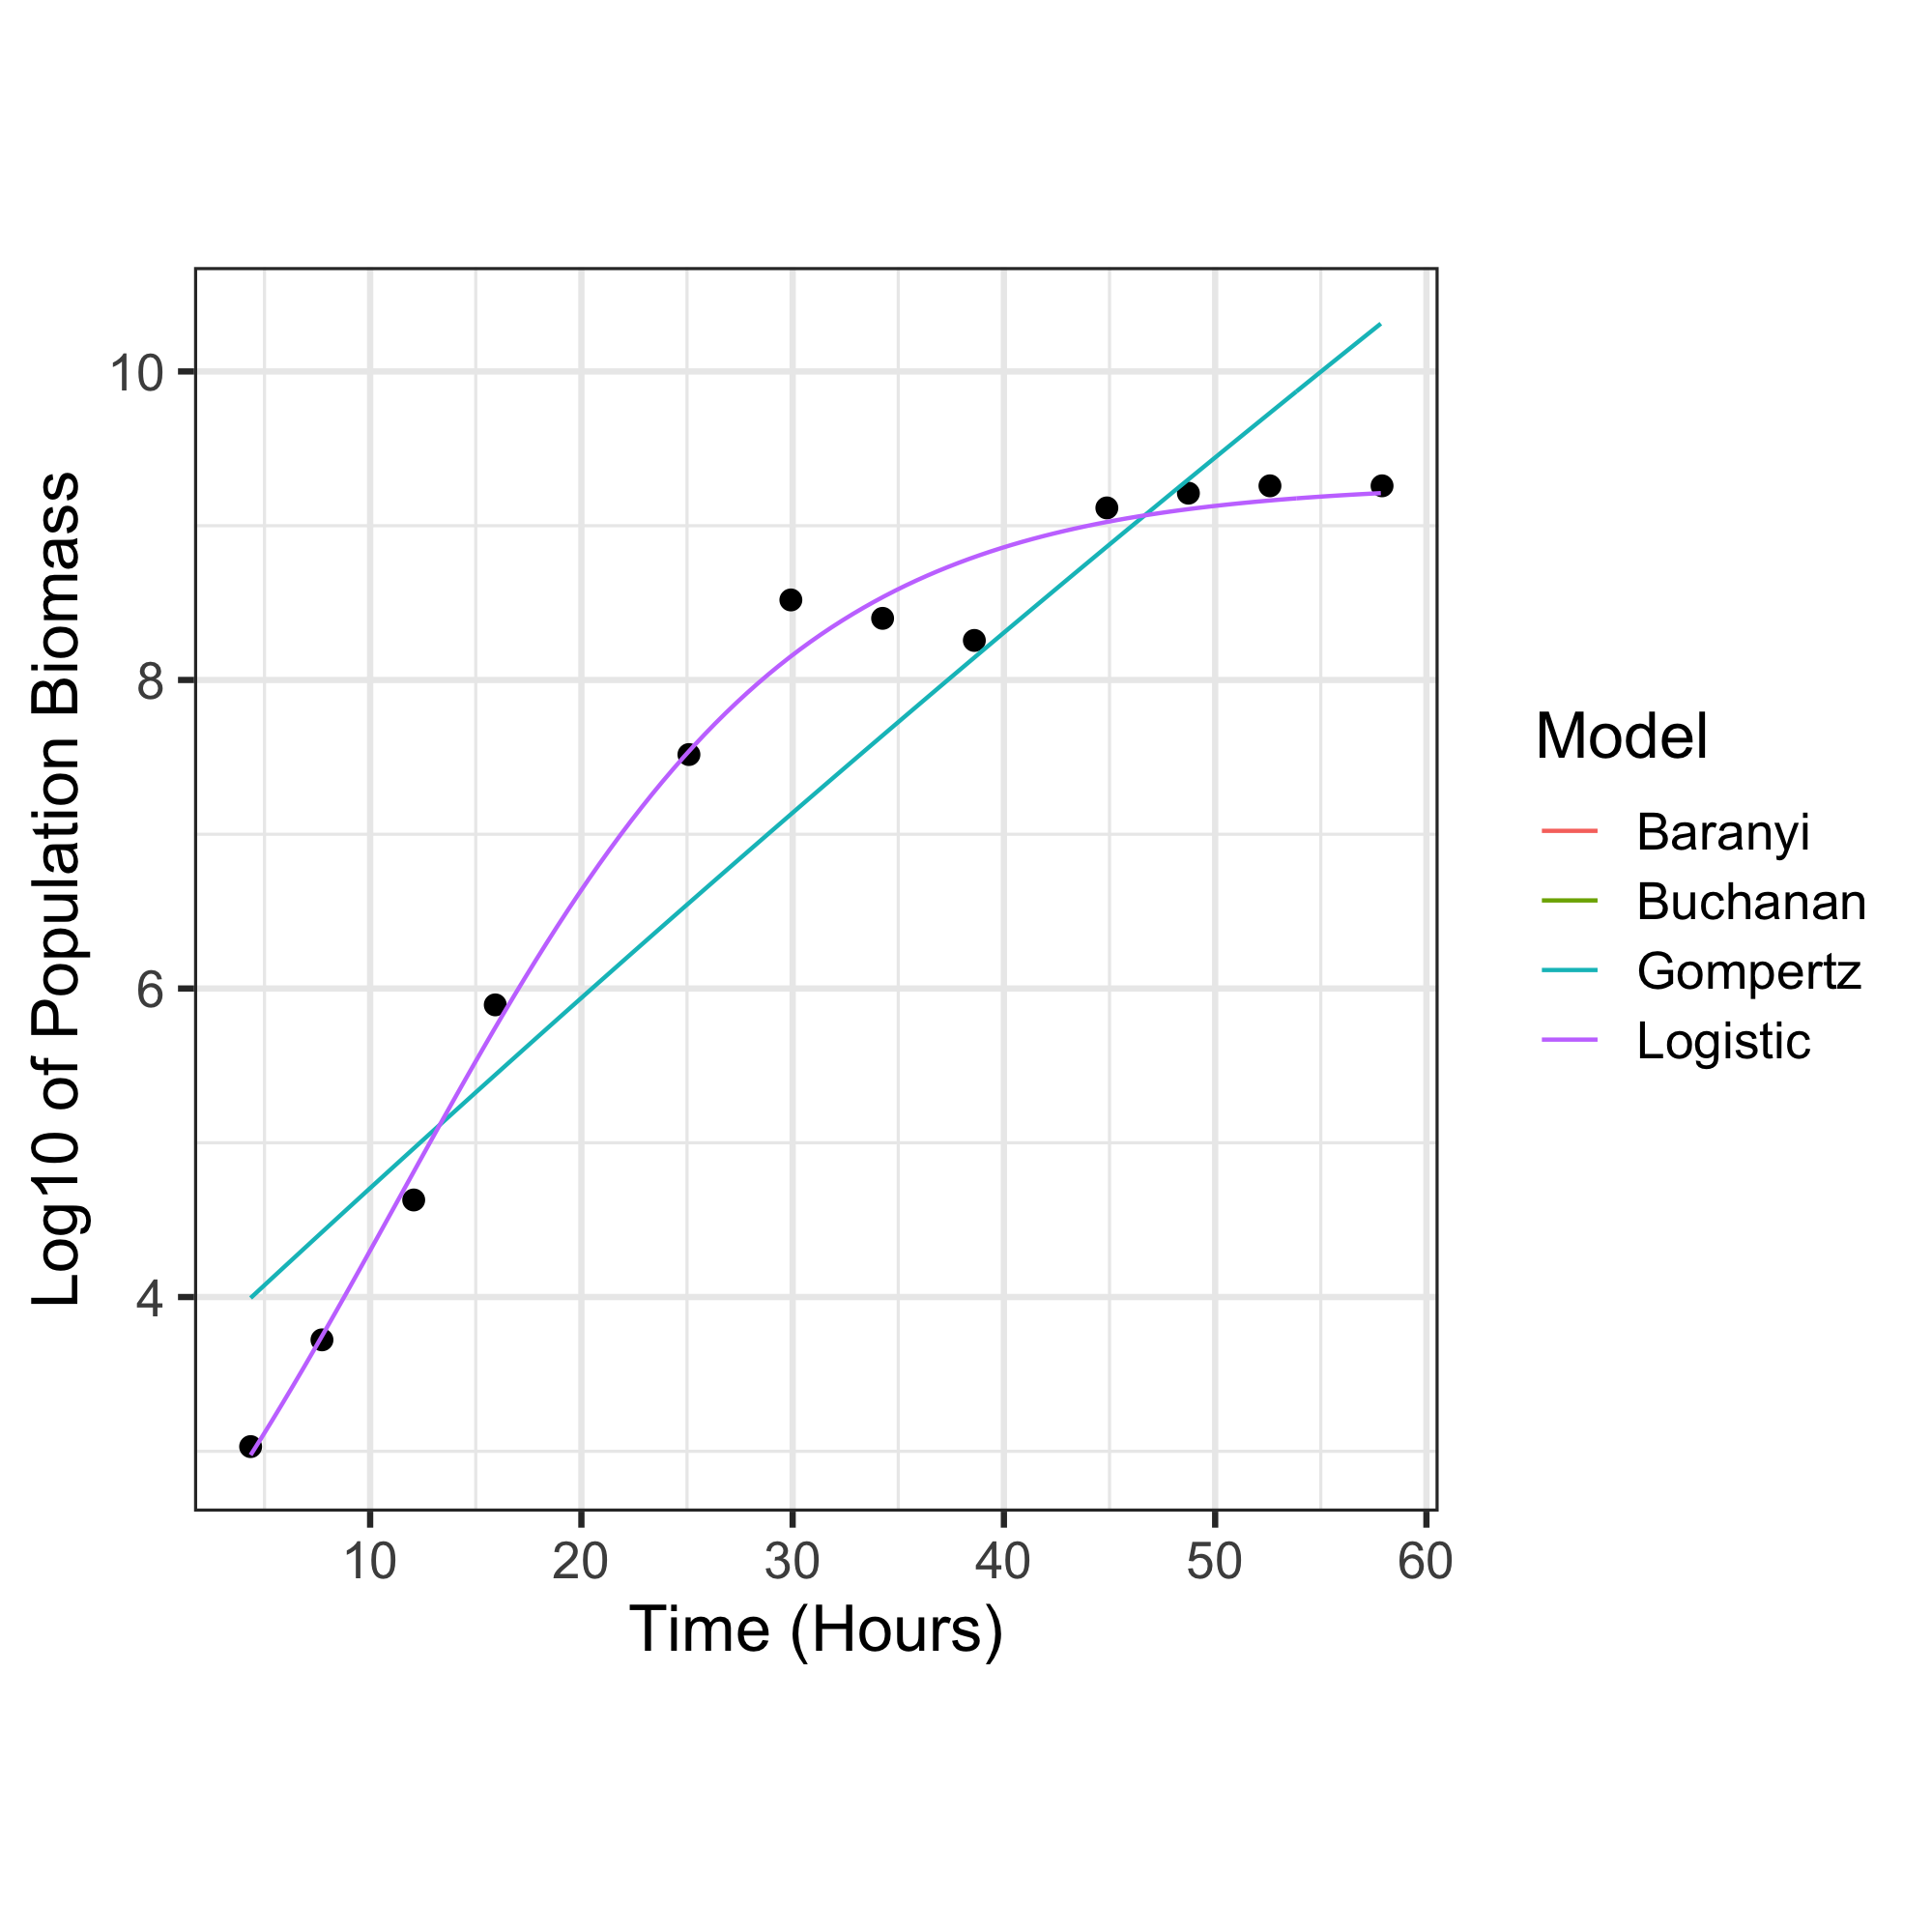 Log10 of Population Biomass
10
8
6
4
10 20 30 40 50 60
Time (Hours)
Model
Baranyi
Buchanan
Gompertz
Logistic